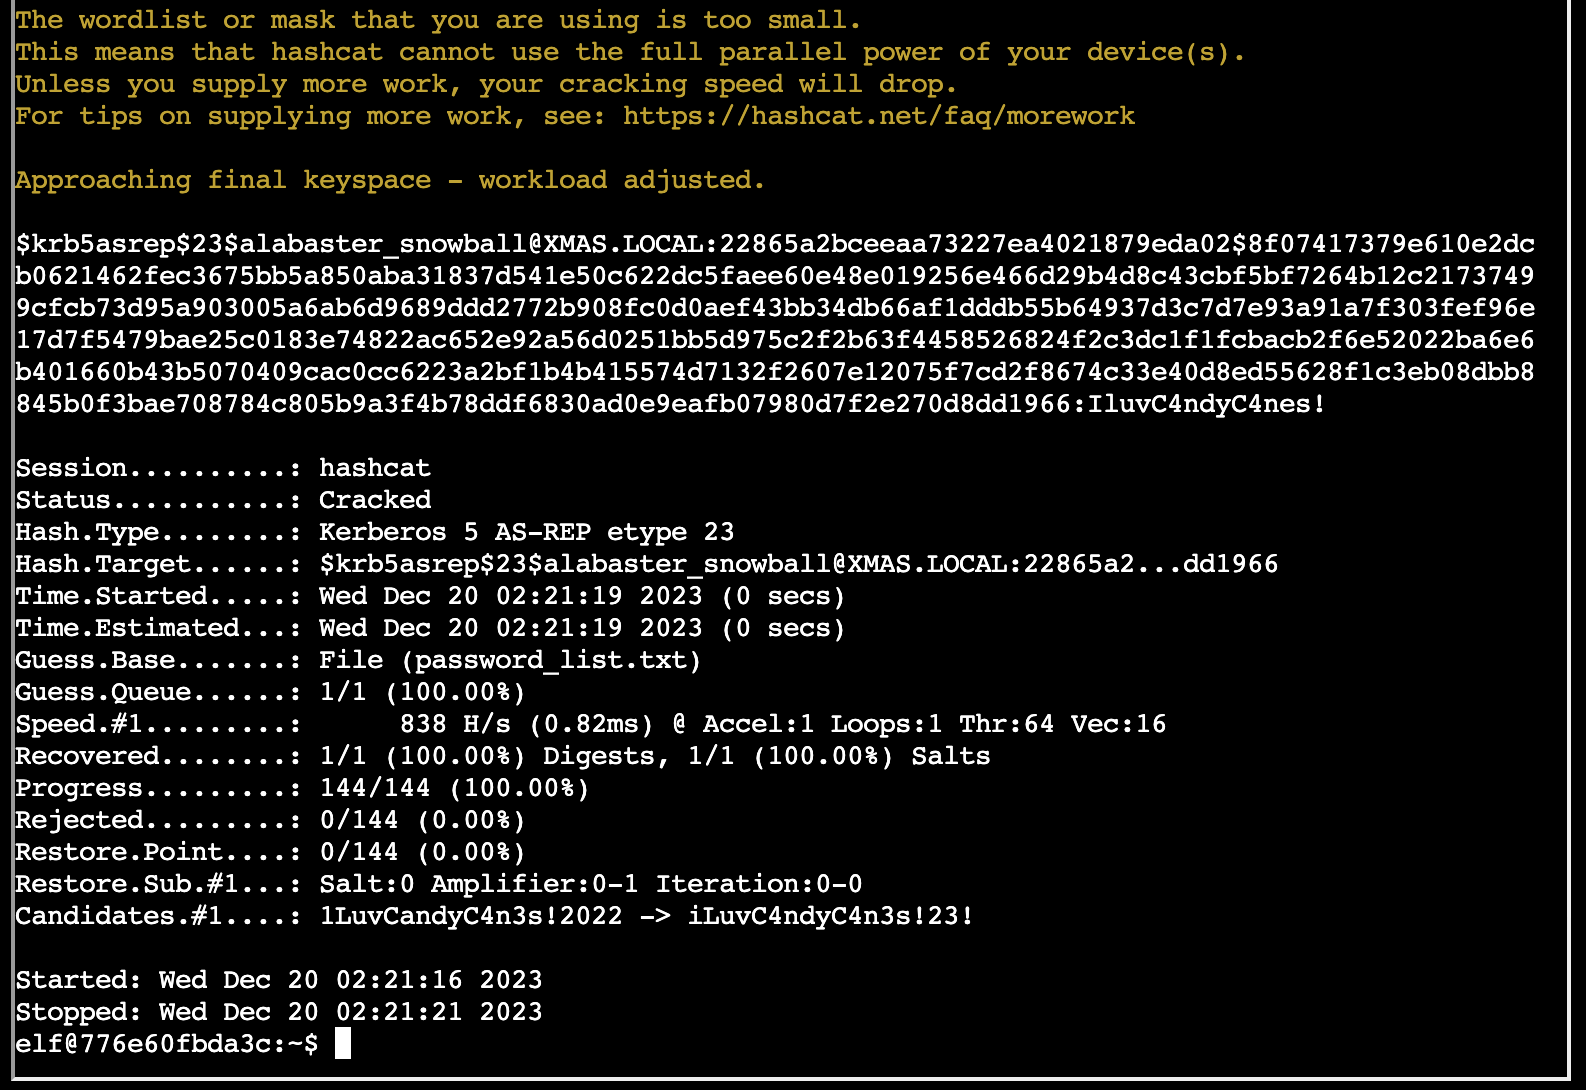 The wordlist or mask that you are using is too small.
This means that hashcat cannot use the full parallel power of your device(s).
Unless you supply more work, your cracking speed will drop.
For tips on supplying more work, see: https://hashcat.net/faq/morework
Approaching final keyspace - workload adjusted.
$krb5asrep$23$alabaster_snowball@XMAS.LOCAL:22865a2bceeaa73227ea4021879eda02$8f07417379e610e2dc
b0621462fec3675bb5a850aba31837d541e50c622dc5faee60e48e019256e466d29b4d8c43cbf5bf7264b12c2173749
9cfcb73d95a903005a6ab6d9689ddd2772b908fc0d0aef43bb34db66af1dddb55b64937d3c7d7e93a91a7f303fef96e
17d7f5479bae25c0183e74822ac652e92a56d0251bb5d975c2f2b63f4458526824f2c3dc1f1fcbacb2f6e52022ba6e6
b401660b43b5070409cac0cc6223a2bf1b4b415574d7132f2607e12075f7cd2f8674c33e40d8ed55628f1c3eb08dbb8
845b0f3bae708784c805b9a3f4b78ddf6830ad0e9eafb07980d7f2e270d8dd1966:IluvC4ndyC4nes!
Session..........: hashcat
Status...........: Cracked
Hash.Type........: Kerberos 5 AS-REP etype 23
Hash.Target......: $krb5asrep$23$alabaster_snowball@XMAS.LOCAL:22865a2...dd1966
Time.Started.....: Wed Dec 20 02:21:19 2023 (0 secs)
Time.Estimated...: Wed Dec 20 02:21:19 2023 (0 secs)
Guess.Base.......: File (password_list.txt)
Guess.Queue......: 1/1 (100.00%)
Speed.#1.........:      838 H/s (0.82ms) @ Accel:1 Loops:1 Thr:64 Vec:16
Recovered........: 1/1 (100.00%) Digests, 1/1 (100.00%) Salts
Progress.........: 144/144 (100.00%)
Rejected.........: 0/144 (0.00%)
Restore.Point....: 0/144 (0.00%)
Restore.Sub.#1...: Salt:0 Amplifier:0-1 Iteration:0-0
Candidates.#1....: 1LuvCandyC4n3s!2022 -> iLuvC4ndyC4n3s!23!
Started: Wed Dec 20 02:21:16 2023
Stopped: Wed Dec 20 02:21:21 2023
elf@776e60fbda3c:~$